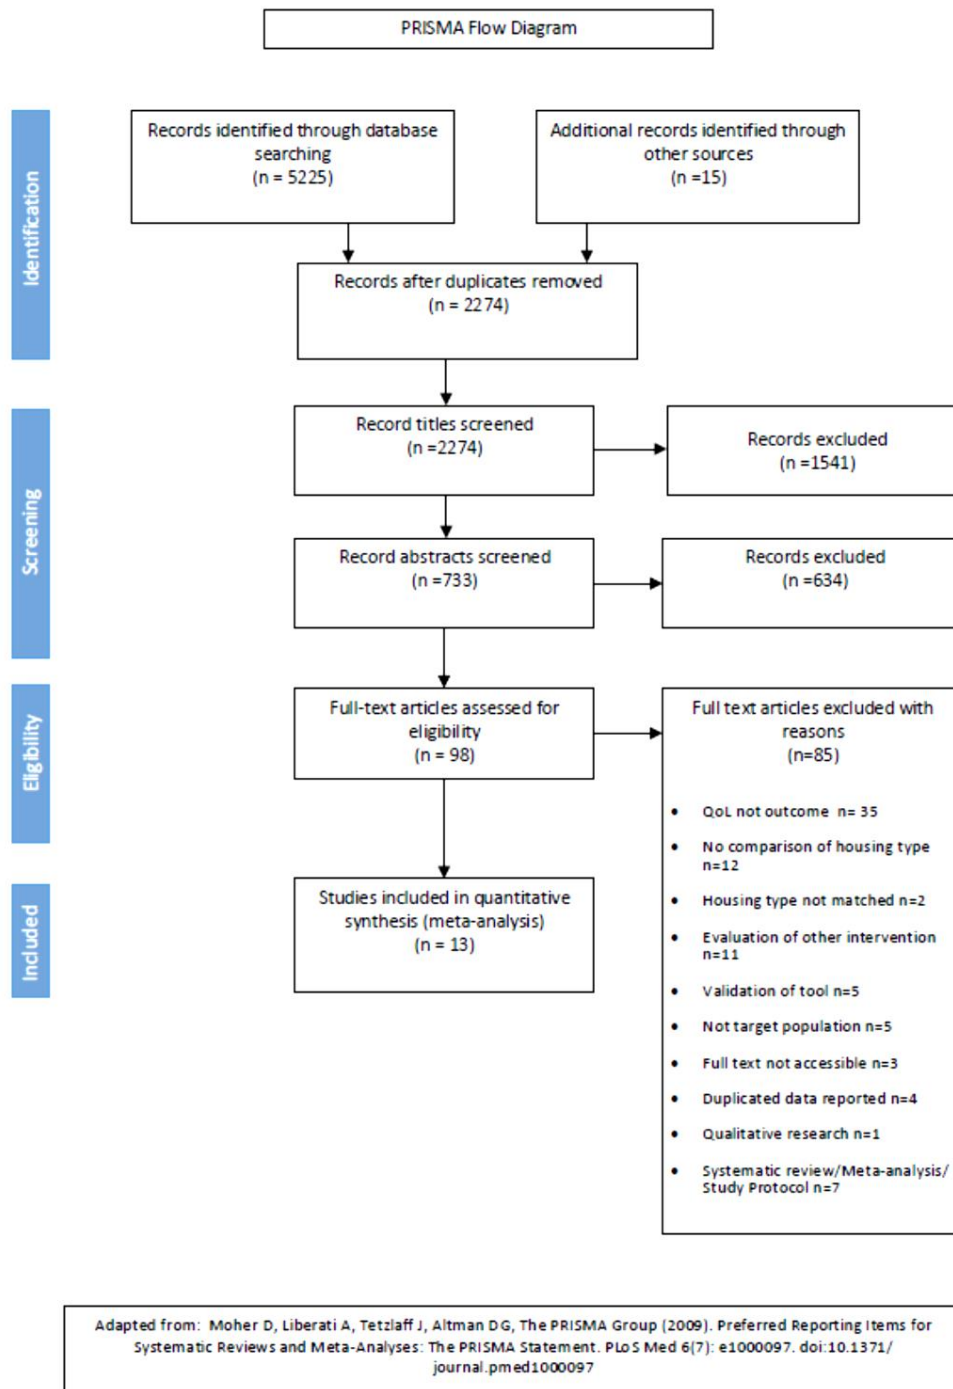 PRISMA Flow Diagram
Identification
Records identified through database
searching
(n = 5225)
Additional records identified through
other sources
(n =15)
Records after duplicates removed
(n = 2274)
Screening
Record titles screened
(n =2274)
Records excluded
(n =1541)
Record abstracts screened
(n =733)
Records excluded
(n =634)
Eligibility
Full-text articles assessed for
eligibility
(n = 98)
Full text articles excluded with
reasons
(n=85)
• QoL not outcome n= 35
• No comparison of housing type
n=12
• Housing type not matched n=2
• Evaluation of other intervention
n=11
• Validation of tool n=5
• Not target population n=5
• Full text not accessible n=3
• Duplicated data reported n=4
• Qualitative research n=1
• Systematic review/Meta-analysis/
Study Protocol n=7
Included
Studies included in quantitative
synthesis (meta-analysis)
(n = 13)
Adapted from: Moher D, Liberati A, Tetzlaff J, Altman DG, The PRISMA Group (2009). Preferred Reporting Items for
Systematic Reviews and Meta-Analyses: The PRISMA Statement. PLoS Med 6(7): e1000097. doi:10.1371/
journal.pmed1000097